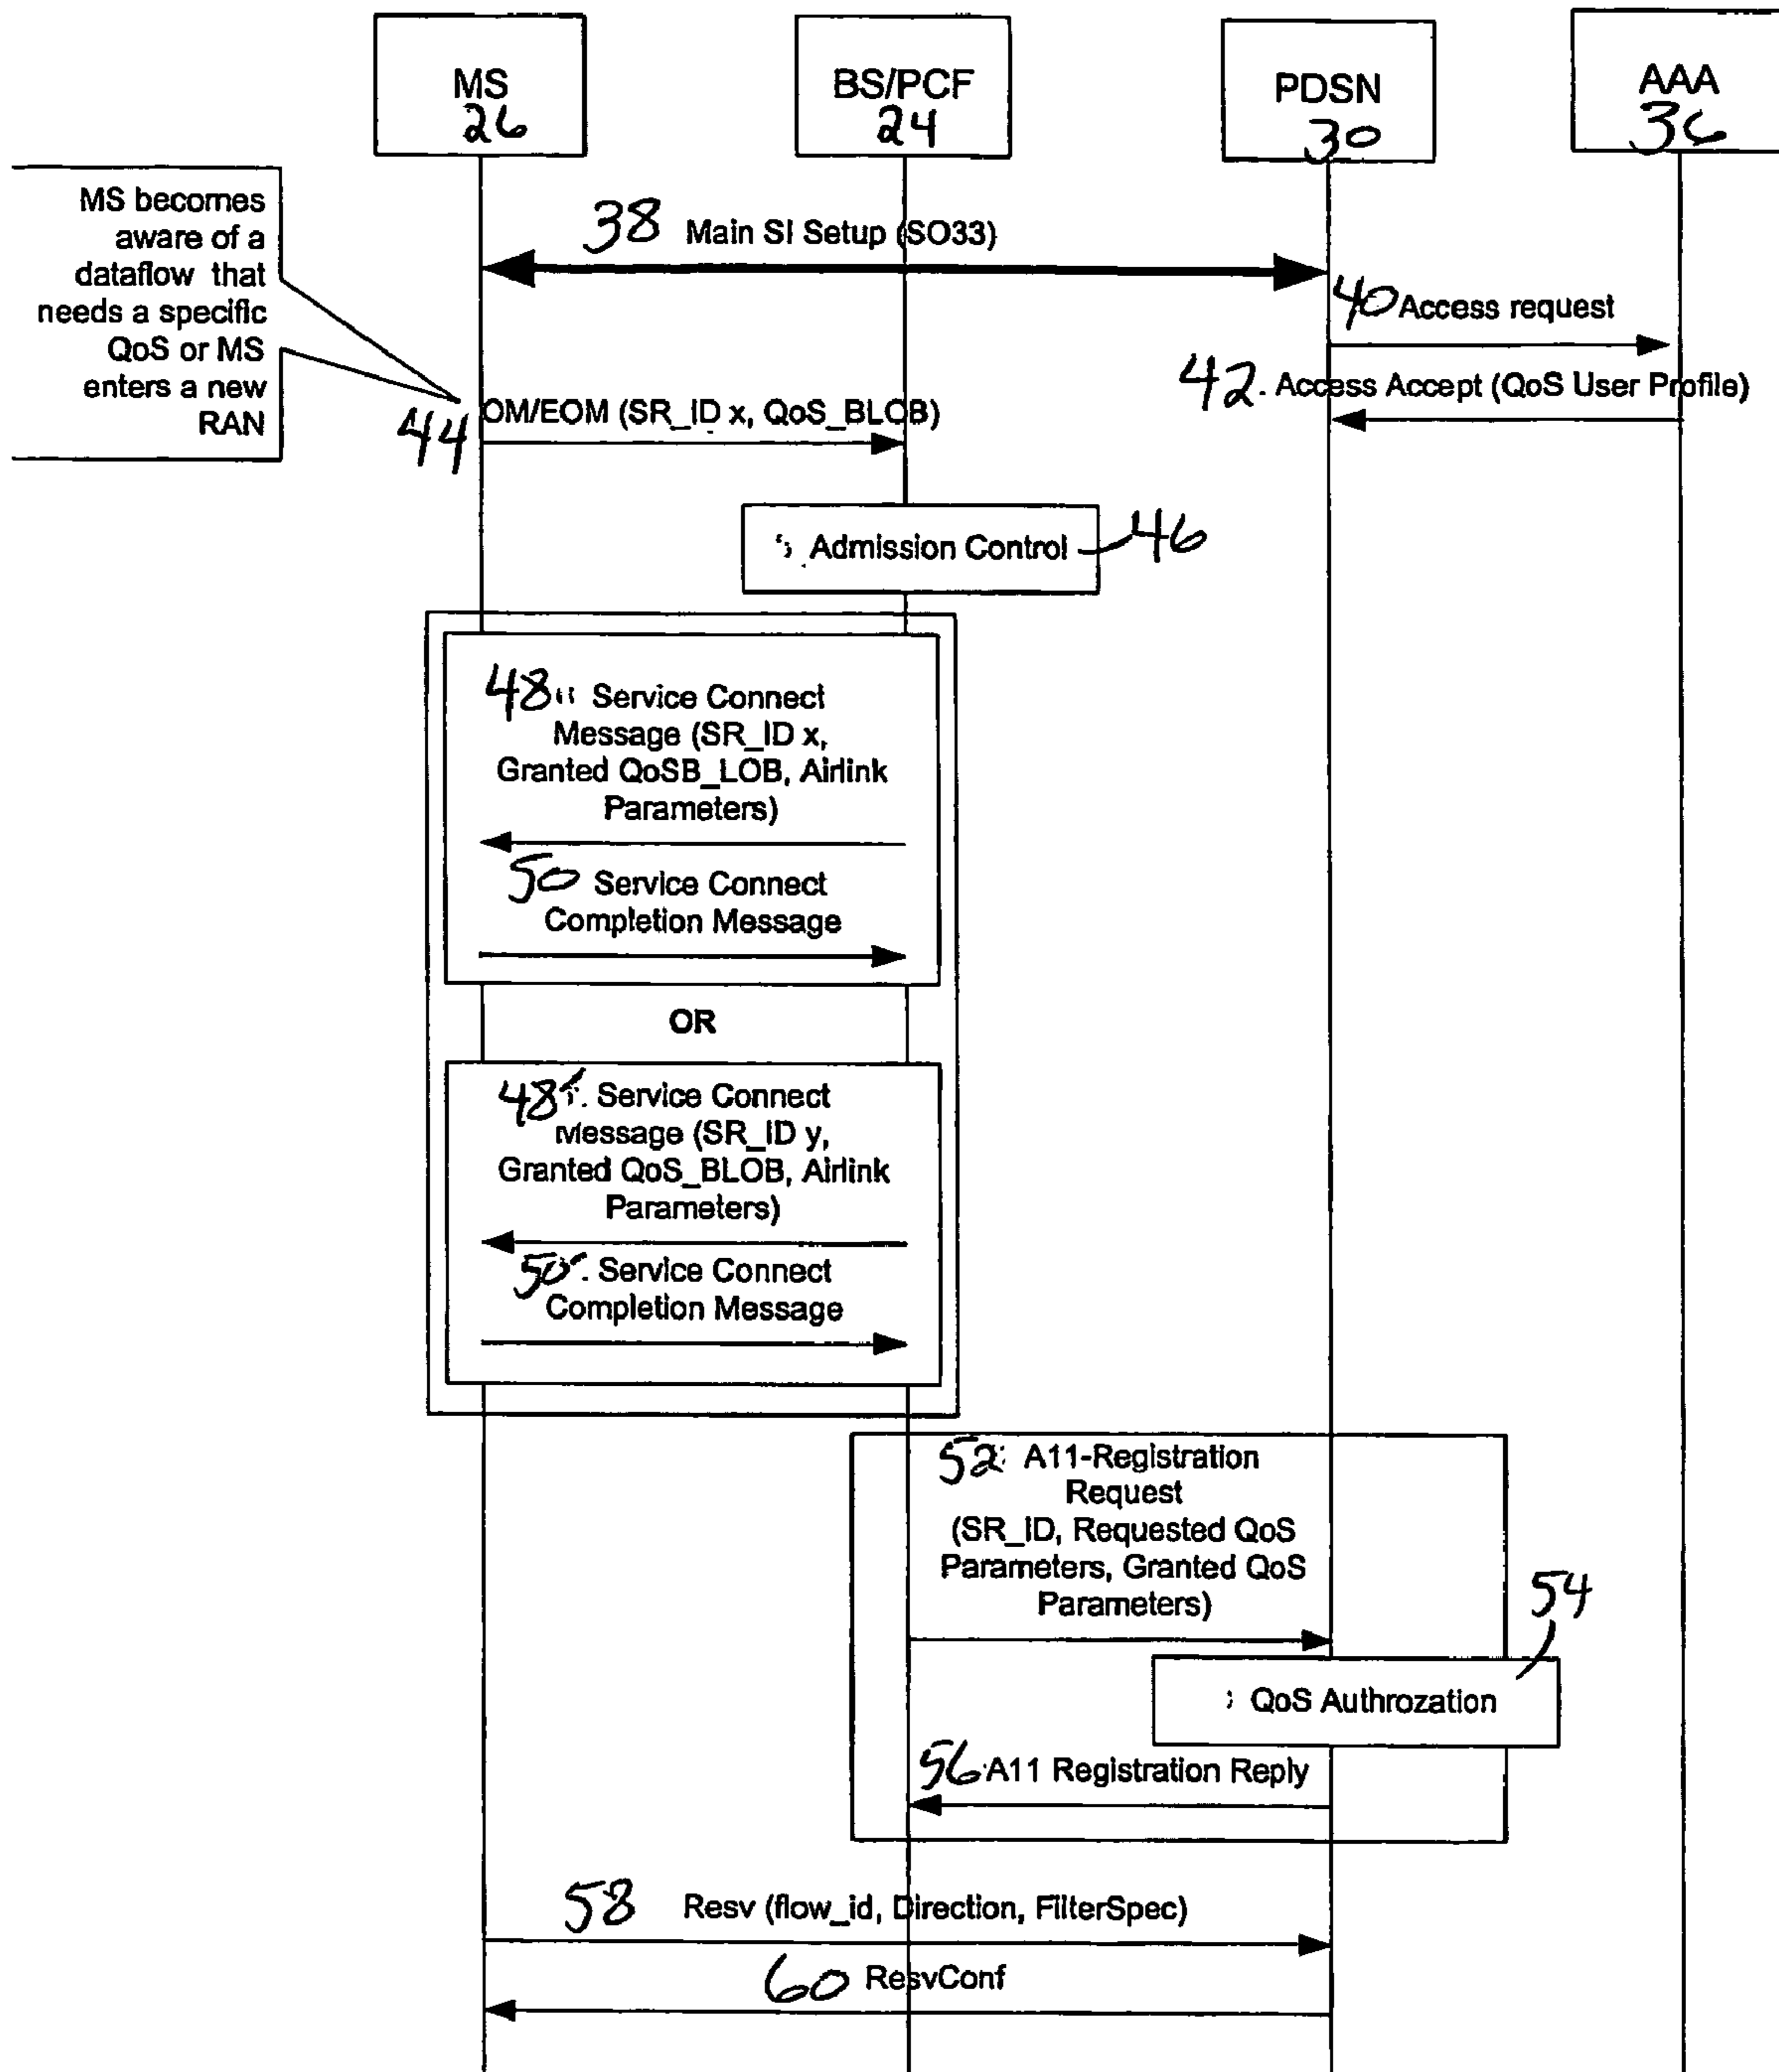 MS
26
BS/PCF
24
PDSN
30
AAA
36
MS becomes
aware of a
dataflow that
needs a specific
QoS or MS
enters a new
RAN
38 Main SI Setup (SO33)
40 Access request
42. Access Accept (QoS User Profile)
44 OM/EOM (SR_ID x, QoS_BLOB)
Admission Control 46
48 Service Connect
Message (SR_ID x,
Granted QoSB_LOB, Airlink
Parameters)
50 Service Connect
Completion Message
OR
48'. Service Connect
Message (SR_ID y,
Granted QoS_BLOB, Airlink
Parameters)
50'. Service Connect
Completion Message
52 A11-Registration
Request
(SR_ID, Requested QoS
Parameters, Granted QoS
Parameters)
54
QoS Authrozation
56 A11 Registration Reply
58 Resv (flow_id, Direction, FilterSpec)
60 ResvConf